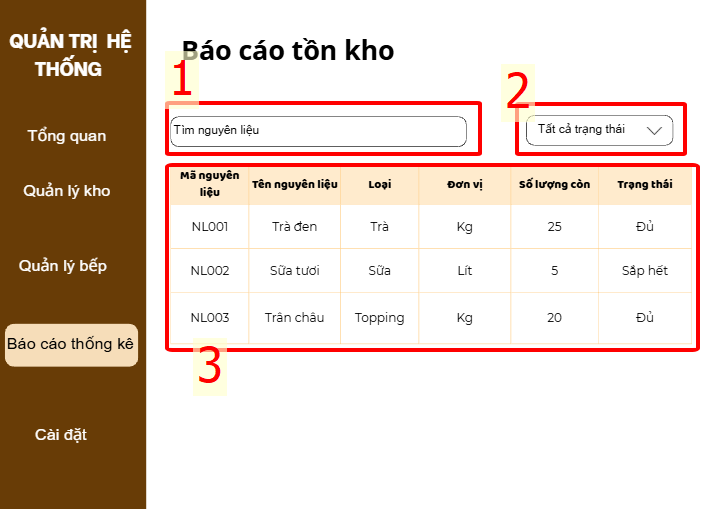 QUẢN TRỊ HỆ
THỐNG
Tổng quan
Quản lý kho
Quản lý bếp
Báo cáo thống kê
Cài đặt
Báo cáo tồn kho
1
2
Tìm nguyên liệu
Tất cả trạng thái
Mã nguyên
liệu
Tên nguyên liệu
Loại
Đơn vị
Số lượng còn
Trạng thái
NL001 Trà đen Trà Kg 25 Đủ
NL002 Sữa tươi Sữa Lít 5 Sắp hết
NL003 Trân châu Topping Kg 20 Đủ
3